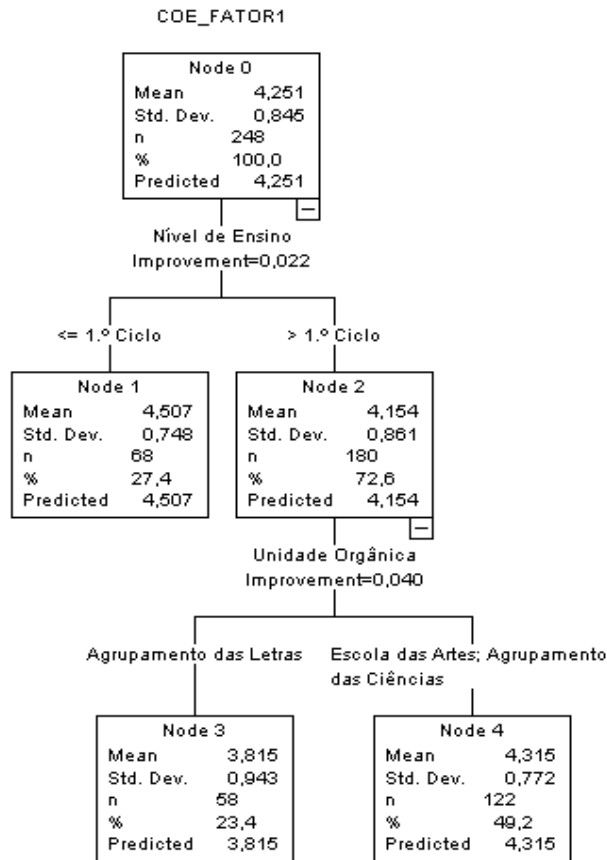 COE_FATOR1
Node 0
Mean 4,251
Std. Dev. 0,845
n 248
% 100,0
Predicted 4,251
Nível de Ensino
Improvement=0,022
<= 1.º Ciclo
> 1.º Ciclo
Node 1
Mean 4,507
Std. Dev. 0,748
n 68
% 27,4
Predicted 4,507
Node 2
Mean 4,154
Std. Dev. 0,861
n 180
% 72,6
Predicted 4,154
Unidade Orgânica
Improvement=0,040
Agrupamento das Letras
Escola das Artes; Agrupamento
das Ciências
Node 3
Mean 3,815
Std. Dev. 0,943
n 58
% 23,4
Predicted 3,815
Node 4
Mean 4,315
Std. Dev. 0,772
n 122
% 49,2
Predicted 4,315